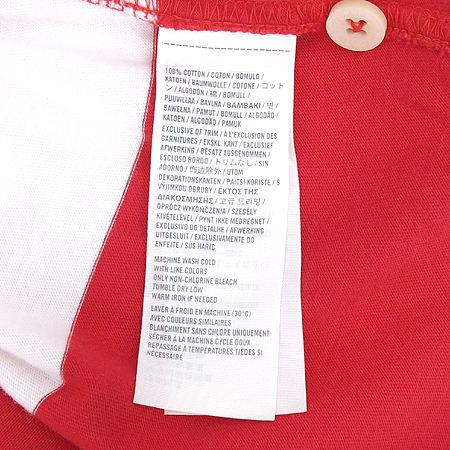 100% COTTON / COTON / BOMULD /
KATOEN / BAUMWOLLE / COTONE / コット
ン / ALGODÓN / 棉 / BOMULL /
PUUVILLAA / BAVLNA / ΒΑΜΒΑΚΙ / 면 /
BAWEŁNA / PAMUT / BOMULL / ALGODÃO /
KATOEN / ALGODÃO / PAMUK
EXCLUSIVE OF TRIM / À L'EXCLUSION DES
GARNITURES / EKSKL. KANT / EXCLUSIEF
AFWERKING / BESATZ AUSGENOMMEN /
ESCLUSO BORDO / トリムなし / SIN
ADORNO / 饰边除外 / UTOM
DEKORATIONSKANTEN / PAITSI KORISTE / S
VÝJIMKOU OBRUBY / ΕΚΤΟΣ ΤΗΣ
ΔΙΑΚΟΣΜΗΣΗΣ / 고급 트리밍 /
OPRÓCZ WYKOŃCZENIA / SZEGÉLY
KIVÉTELÉVEL / PYNT IKKE MEDREGNET /
EXCLUSIVO DO DETALHE / AFWERKING
UITGESLUIT / EXCLUSIVAMENTE DO
ENFEITE / SÜS HARİÇ
MACHINE WASH COLD
WITH LIKE COLORS
ONLY NON-CHLORINE BLEACH
TUMBLE DRY LOW
WARM IRON IF NEEDED
LAVER À FROID EN MACHINE (30°C)
AVEC COULEURS SIMILAIRES
BLANCHIMENT SANS CHLORE UNIQUEMENT
SÉCHER À LA MACHINE CYCLE DOUX
REPASSAGE À TEMPÉRATURES TIÈDES SI
NÉCESSAIRE